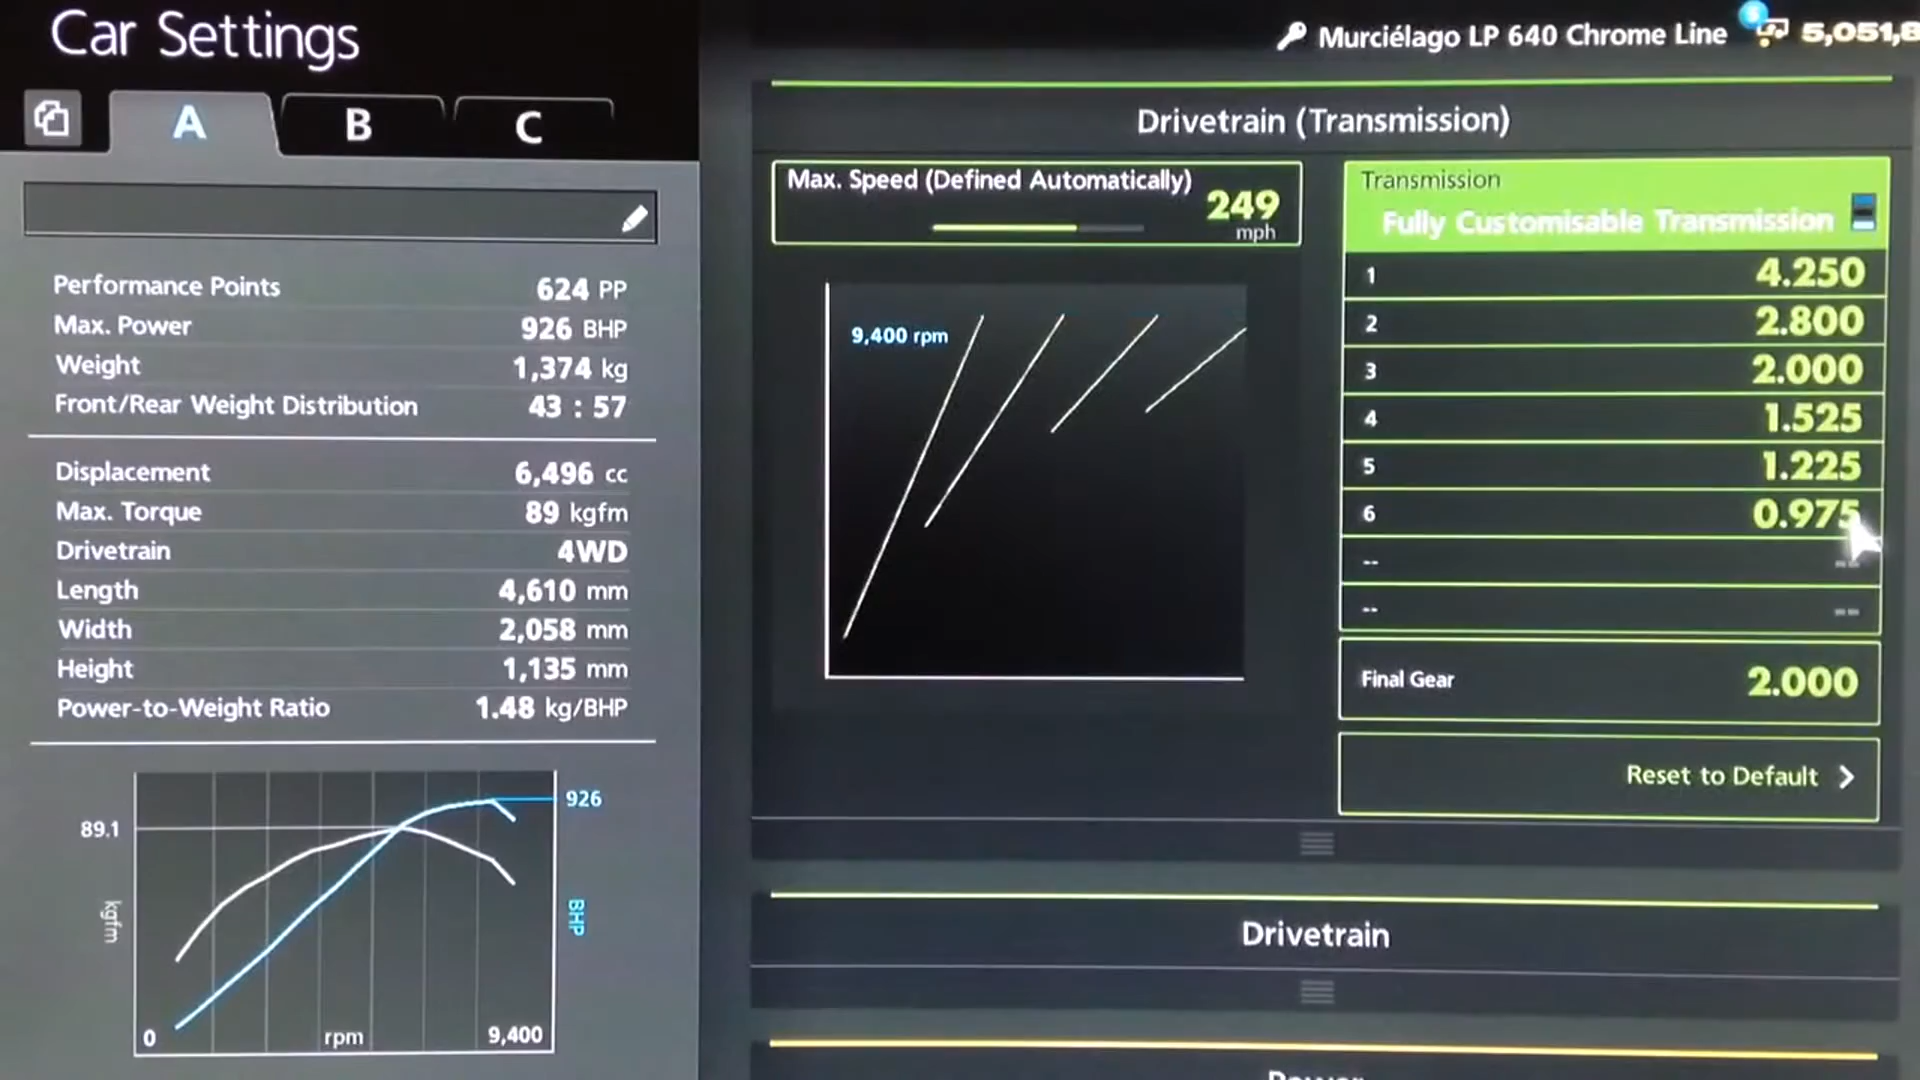 Car Settings
Murciélago LP 640 Chrome Line
5,051,8
A
B
C
Performance Points 624 PP
Max. Power 926 BHP
Weight 1,374 kg
Front/Rear Weight Distribution 43 : 57
Displacement 6,496 cc
Max. Torque 89 kgfm
Drivetrain 4WD
Length 4,610 mm
Width 2,058 mm
Height 1,135 mm
Power-to-Weight Ratio 1.48 kg/BHP
926
89.1
kgfm
BHP
0 rpm 9,400
Drivetrain (Transmission)
Max. Speed (Defined Automatically)
249
mph
9,400 rpm
Transmission
Fully Customisable Transmission
1 4.250
2 2.800
3 2.000
4 1.525
5 1.225
6 0.975
-- --
-- --
Final Gear 2.000
Reset to Default
Drivetrain